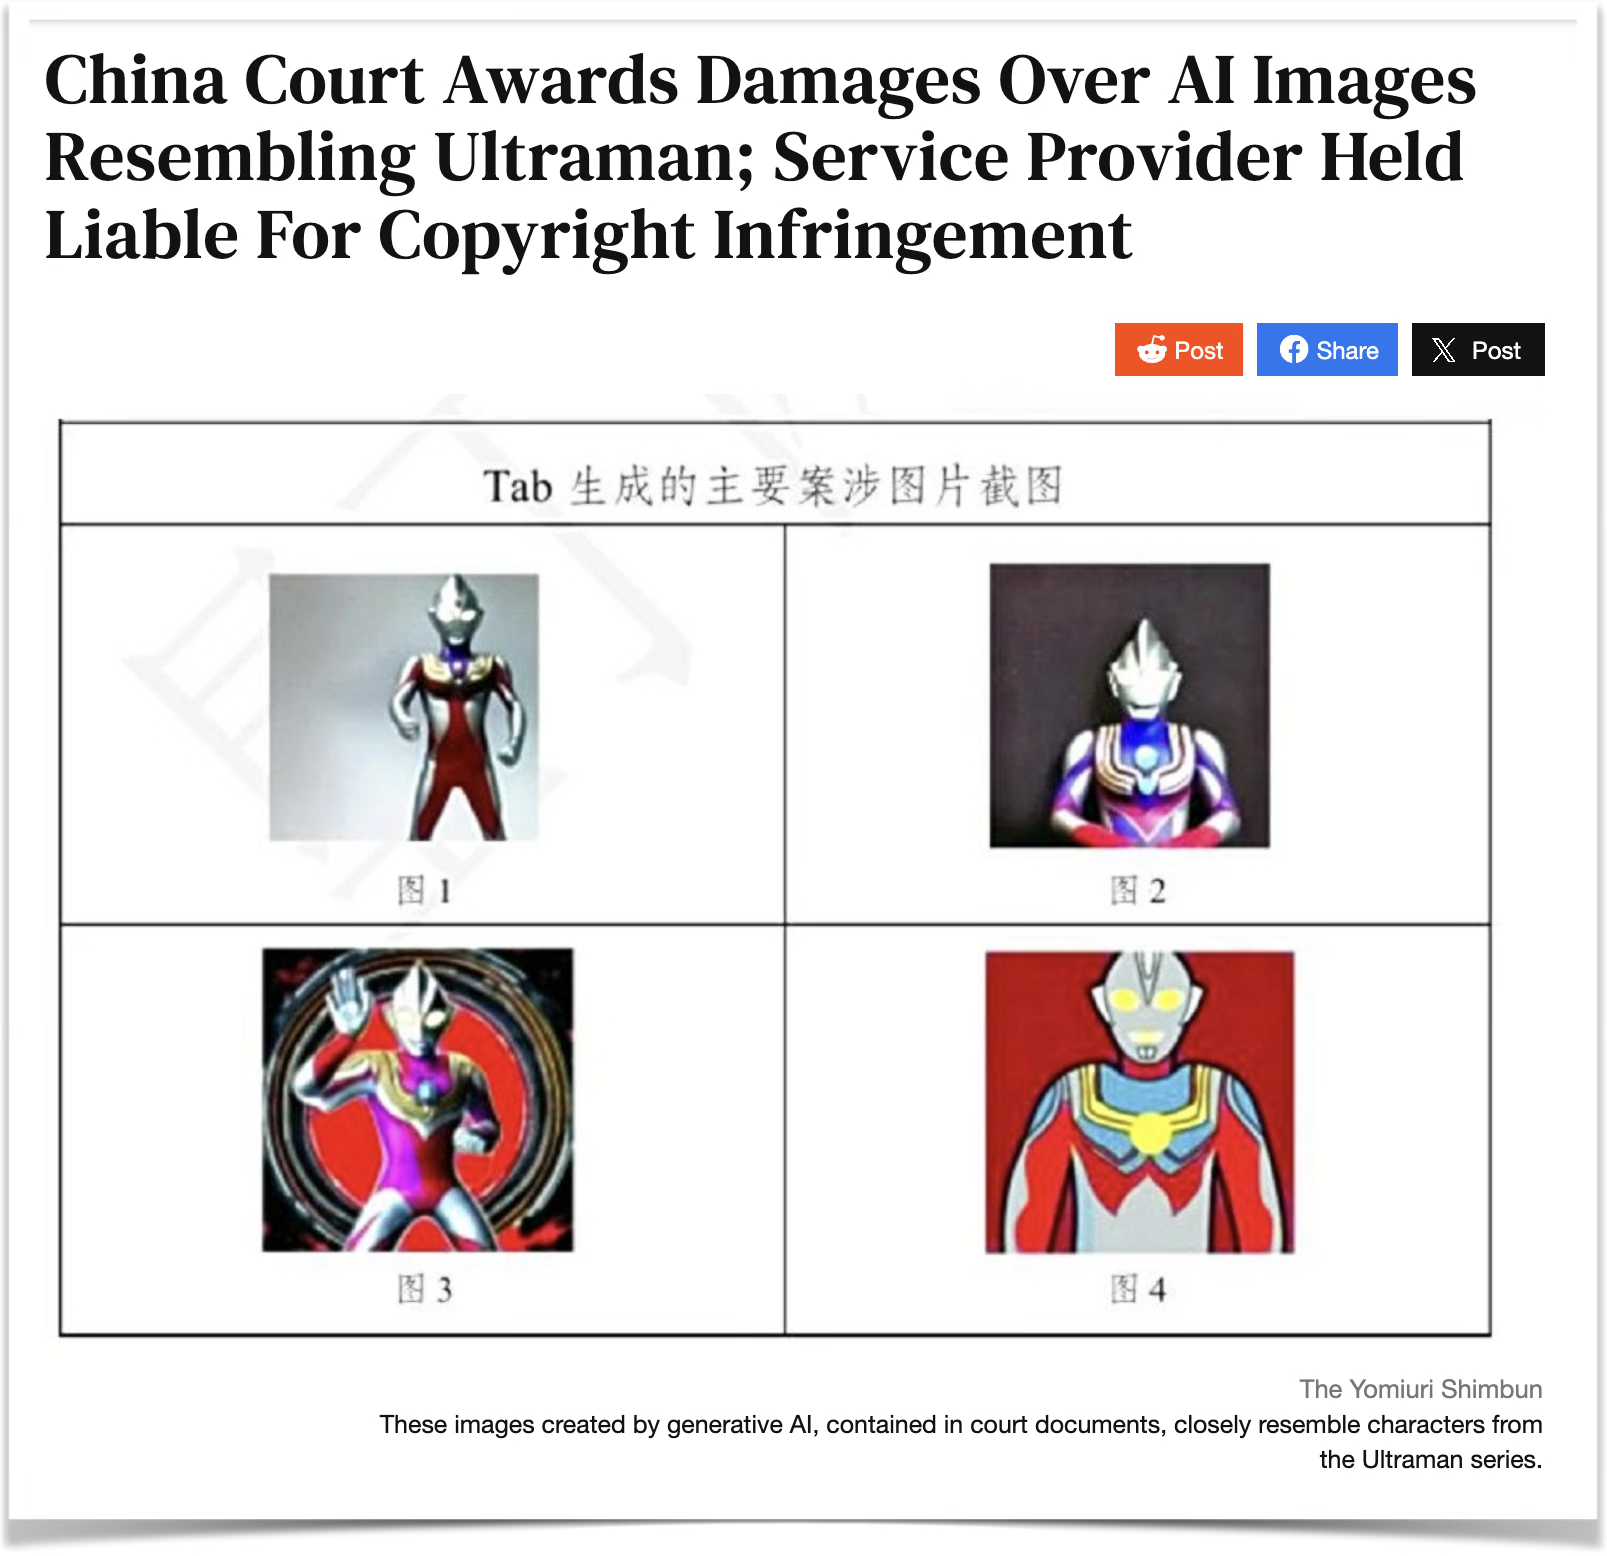 China Court Awards Damages Over AI Images
Resembling Ultraman; Service Provider Held
Liable For Copyright Infringement
Post
Share
Post
Tab 生成的主要案涉图片截图
图 1
图 2
图 3
图 4
The Yomiuri Shimbun
These images created by generative AI, contained in court documents, closely resemble characters from
the Ultraman series.